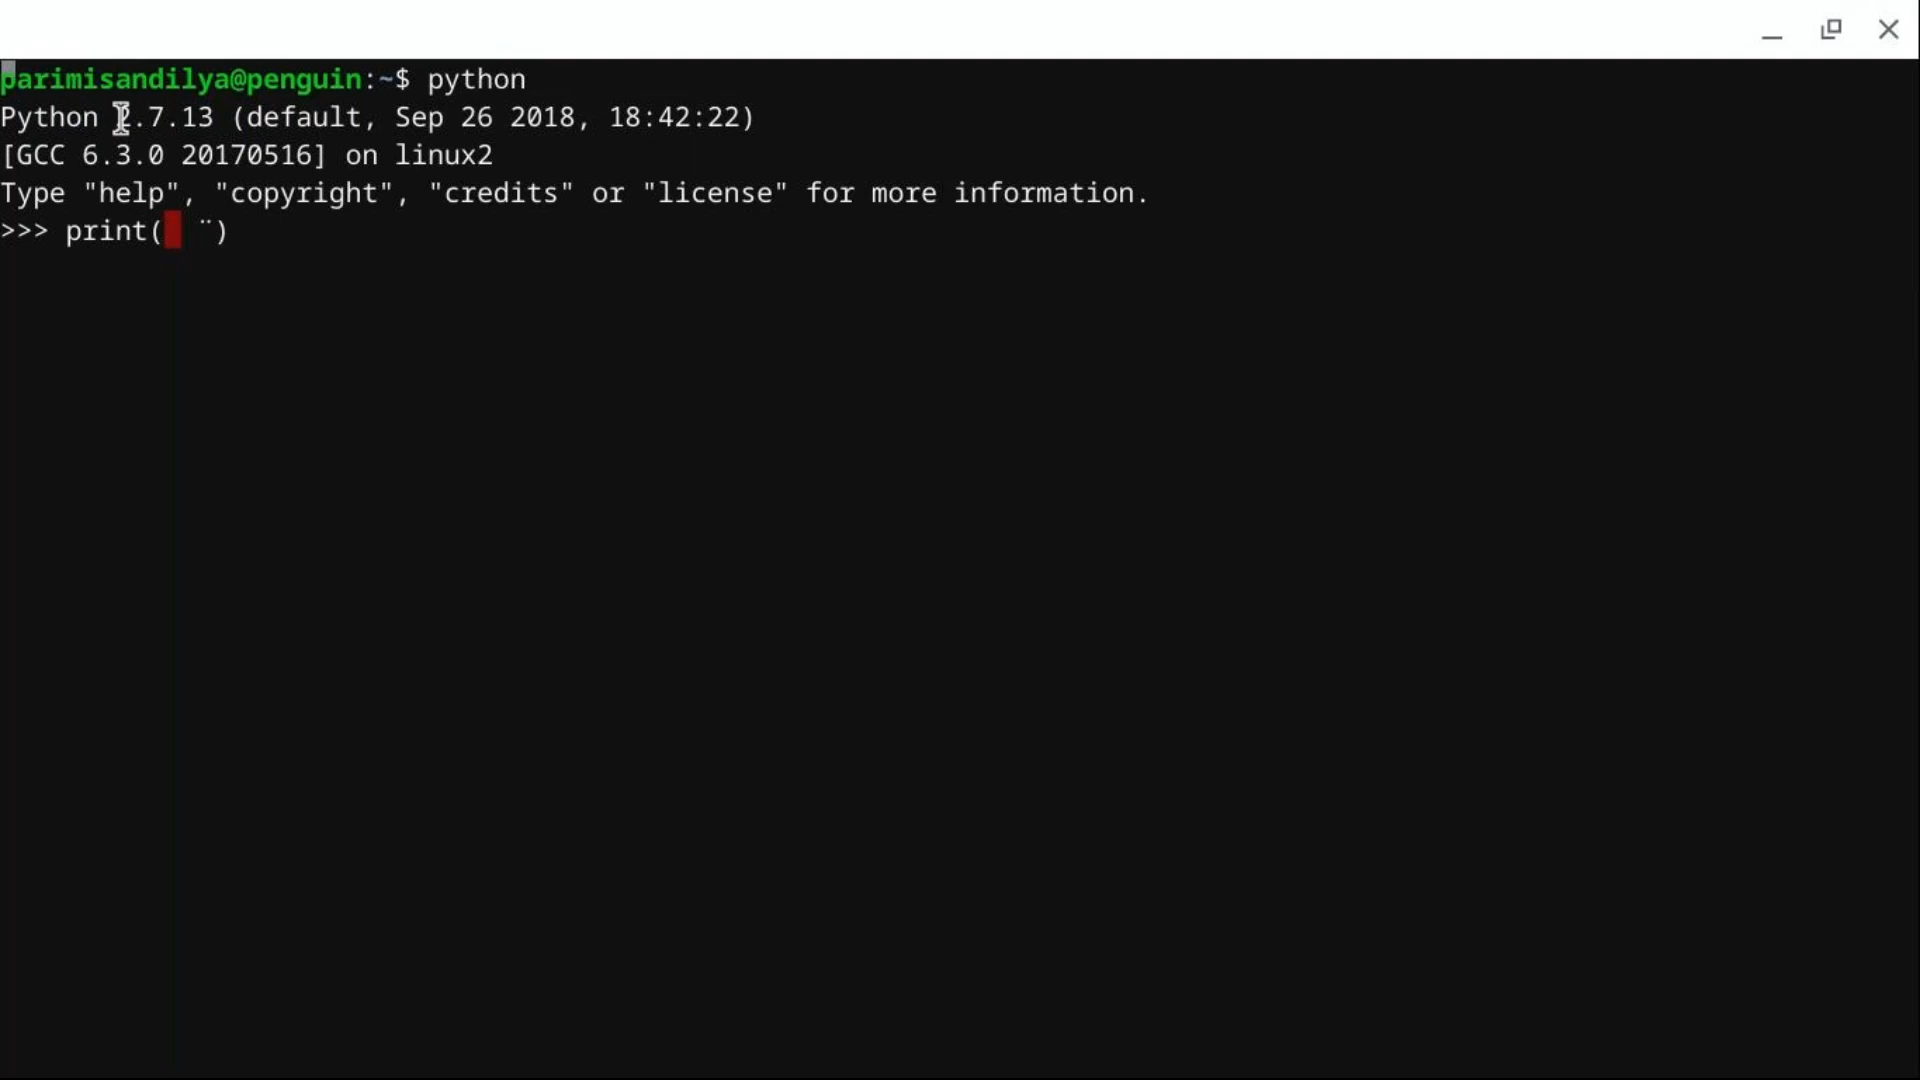 parimisandilya@penguin:~$ python
Python 2.7.13 (default, Sep 26 2018, 18:42:22)
[GCC 6.3.0 20170516] on linux2
Type "help", "copyright", "credits" or "license" for more information.
>>> print(  ¨)